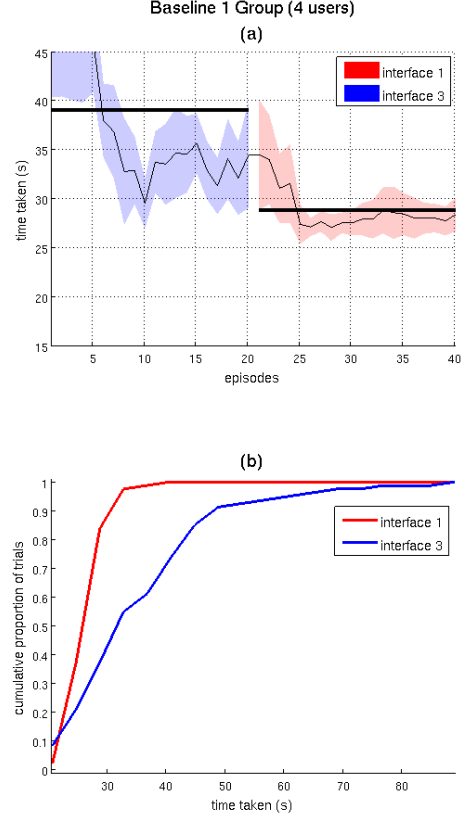 Baseline 1 Group (4 users)
(a)
45
40
35
30
25
20
15
time taken (s)
interface 1
interface 3
5 10 15 20 25 30 35 40
episodes
(b)
1
0.9
0.8
0.7
0.6
0.5
0.4
0.3
0.2
0.1
0
cumulative proportion of trials
interface 1
interface 3
30 40 50 60 70 80
time taken (s)